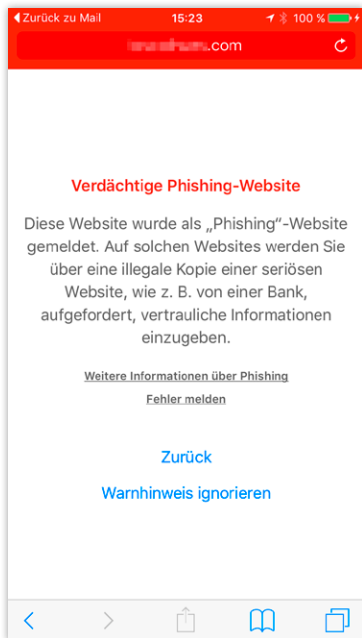 Zurück zu Mail 15:23 100 %
.com
Verdächtige Phishing-Website
Diese Website wurde als „Phishing“-Website
gemeldet. Auf solchen Websites werden Sie
über eine illegale Kopie einer seriösen
Website, wie z. B. von einer Bank,
aufgefordert, vertrauliche Informationen
einzugeben.
Weitere Informationen über Phishing
Fehler melden
Zurück
Warnhinweis ignorieren